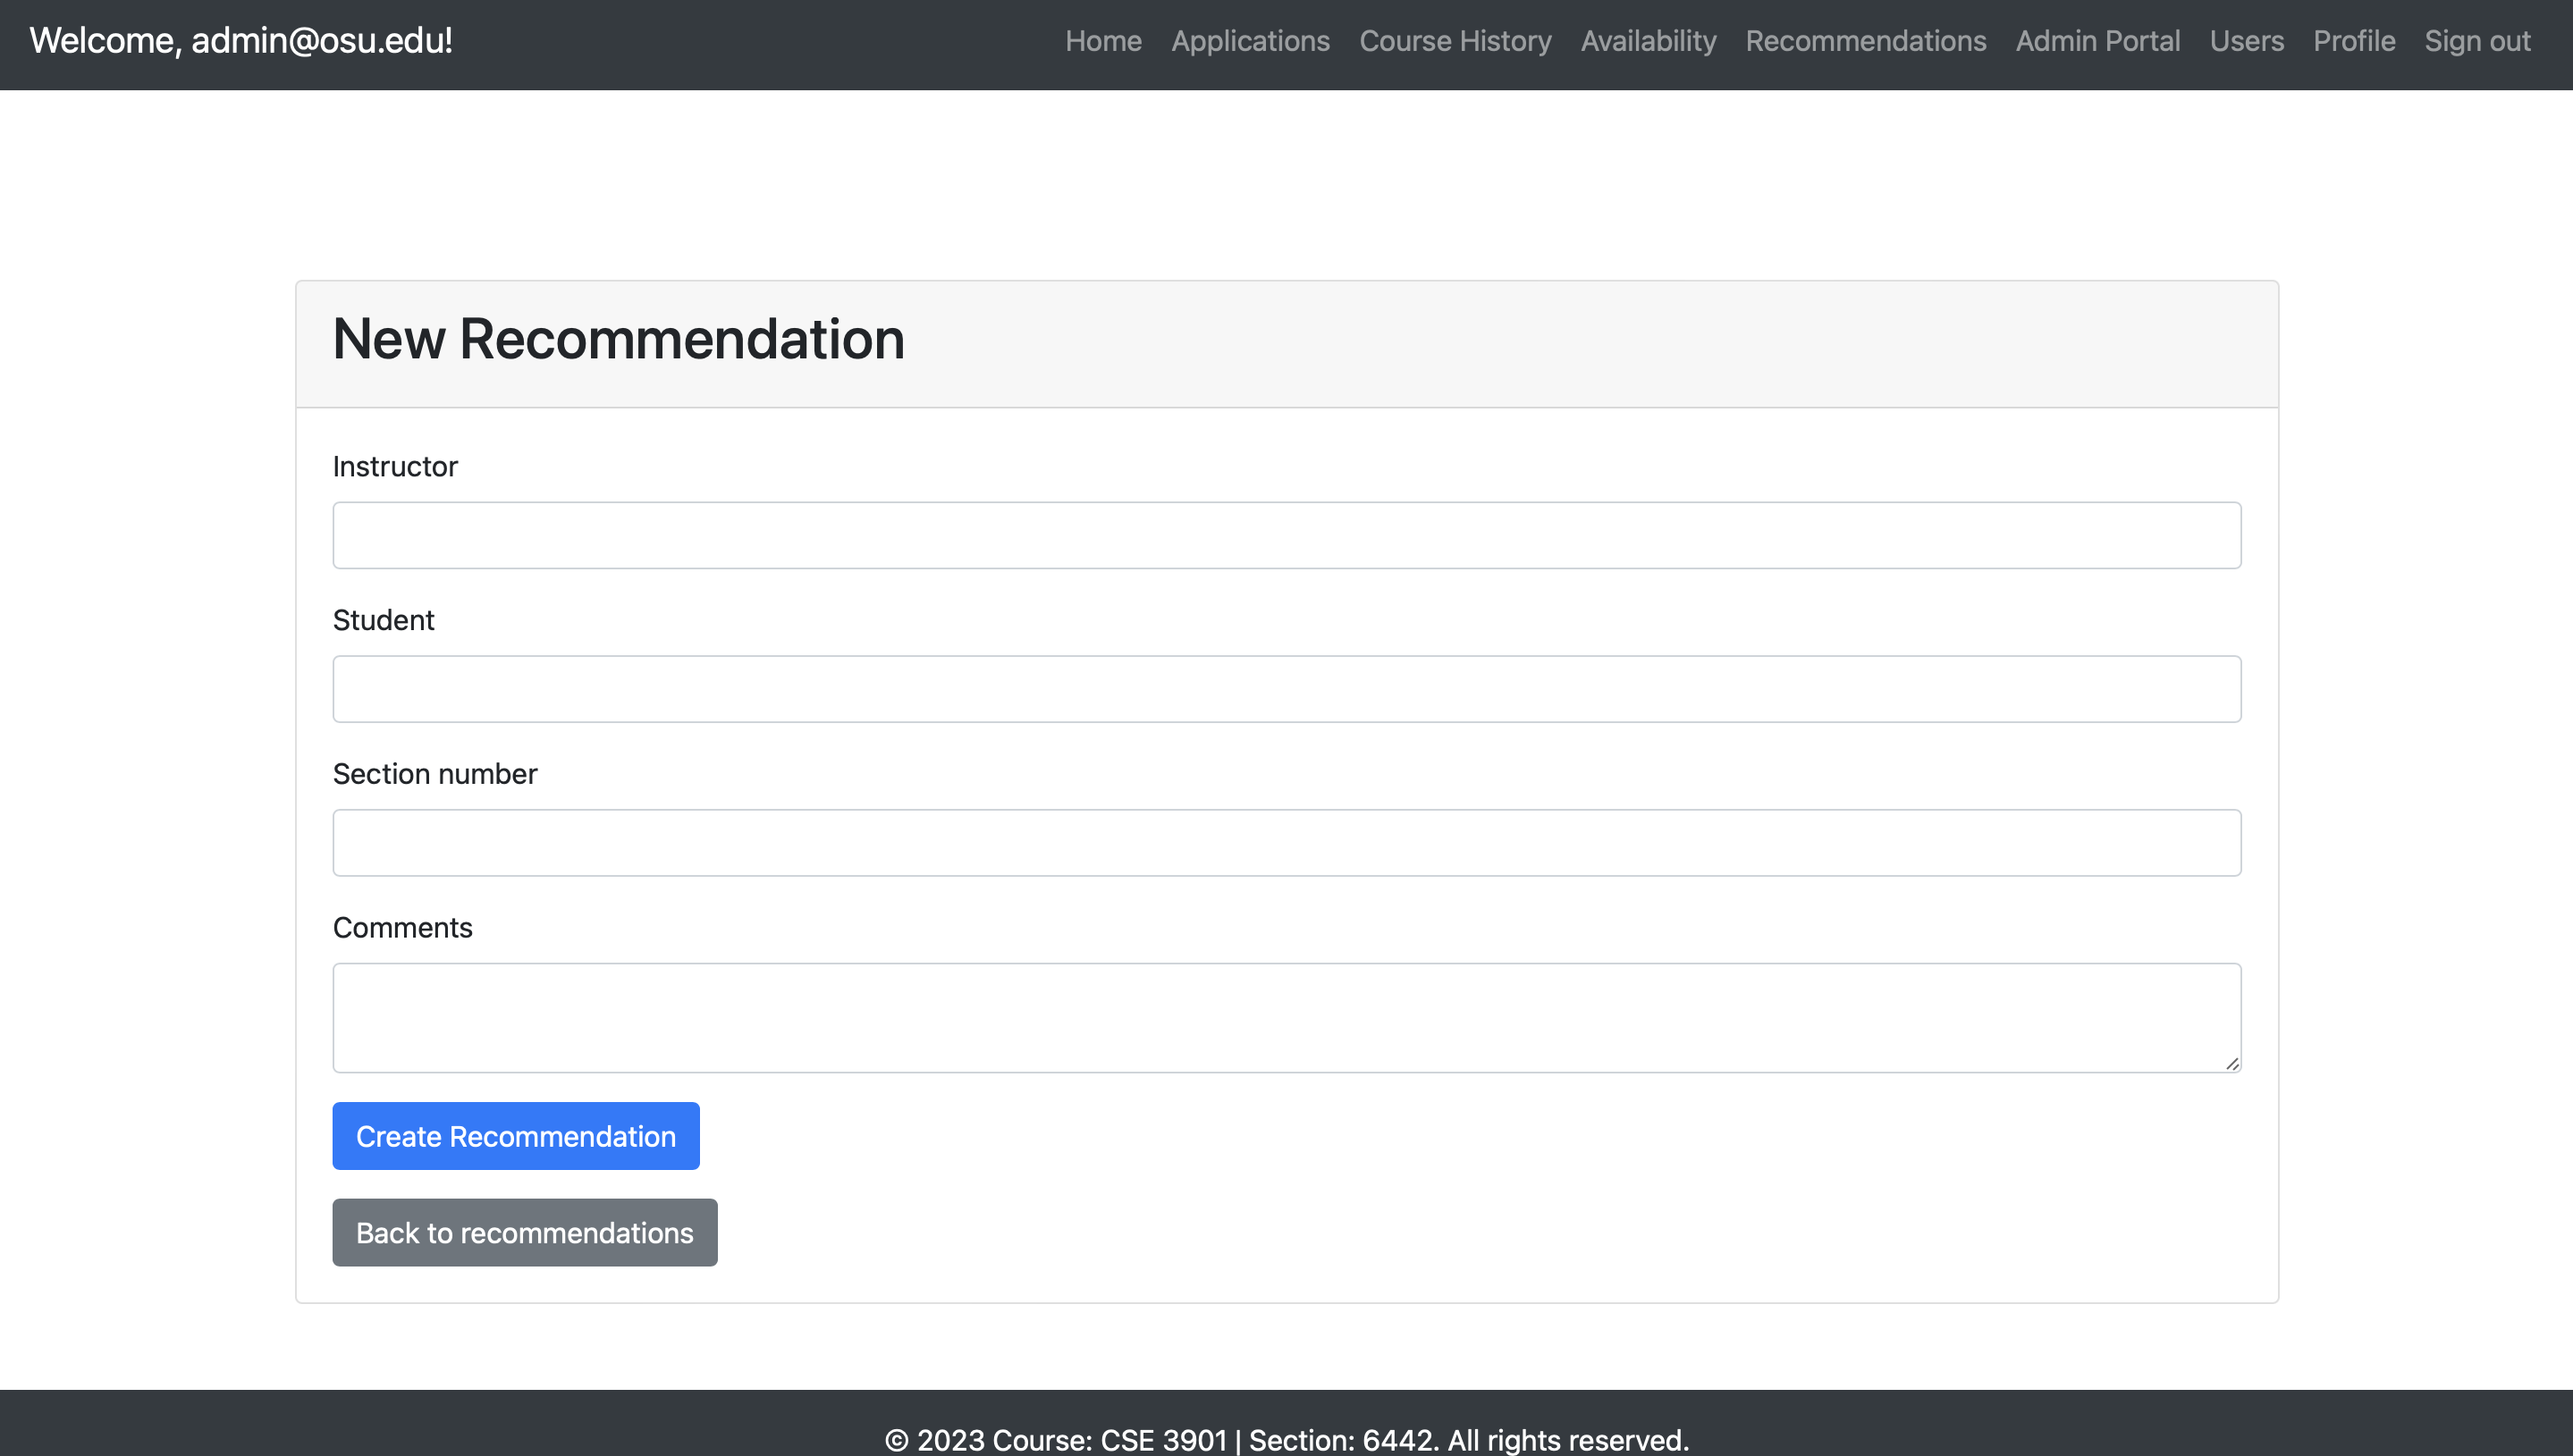 Welcome, admin@osu.edu!
Home Applications Course History Availability Recommendations Admin Portal Users Profile Sign out
New Recommendation
Instructor
Student
Section number
Comments
Create Recommendation
Back to recommendations
© 2023 Course: CSE 3901 | Section: 6442. All rights reserved.